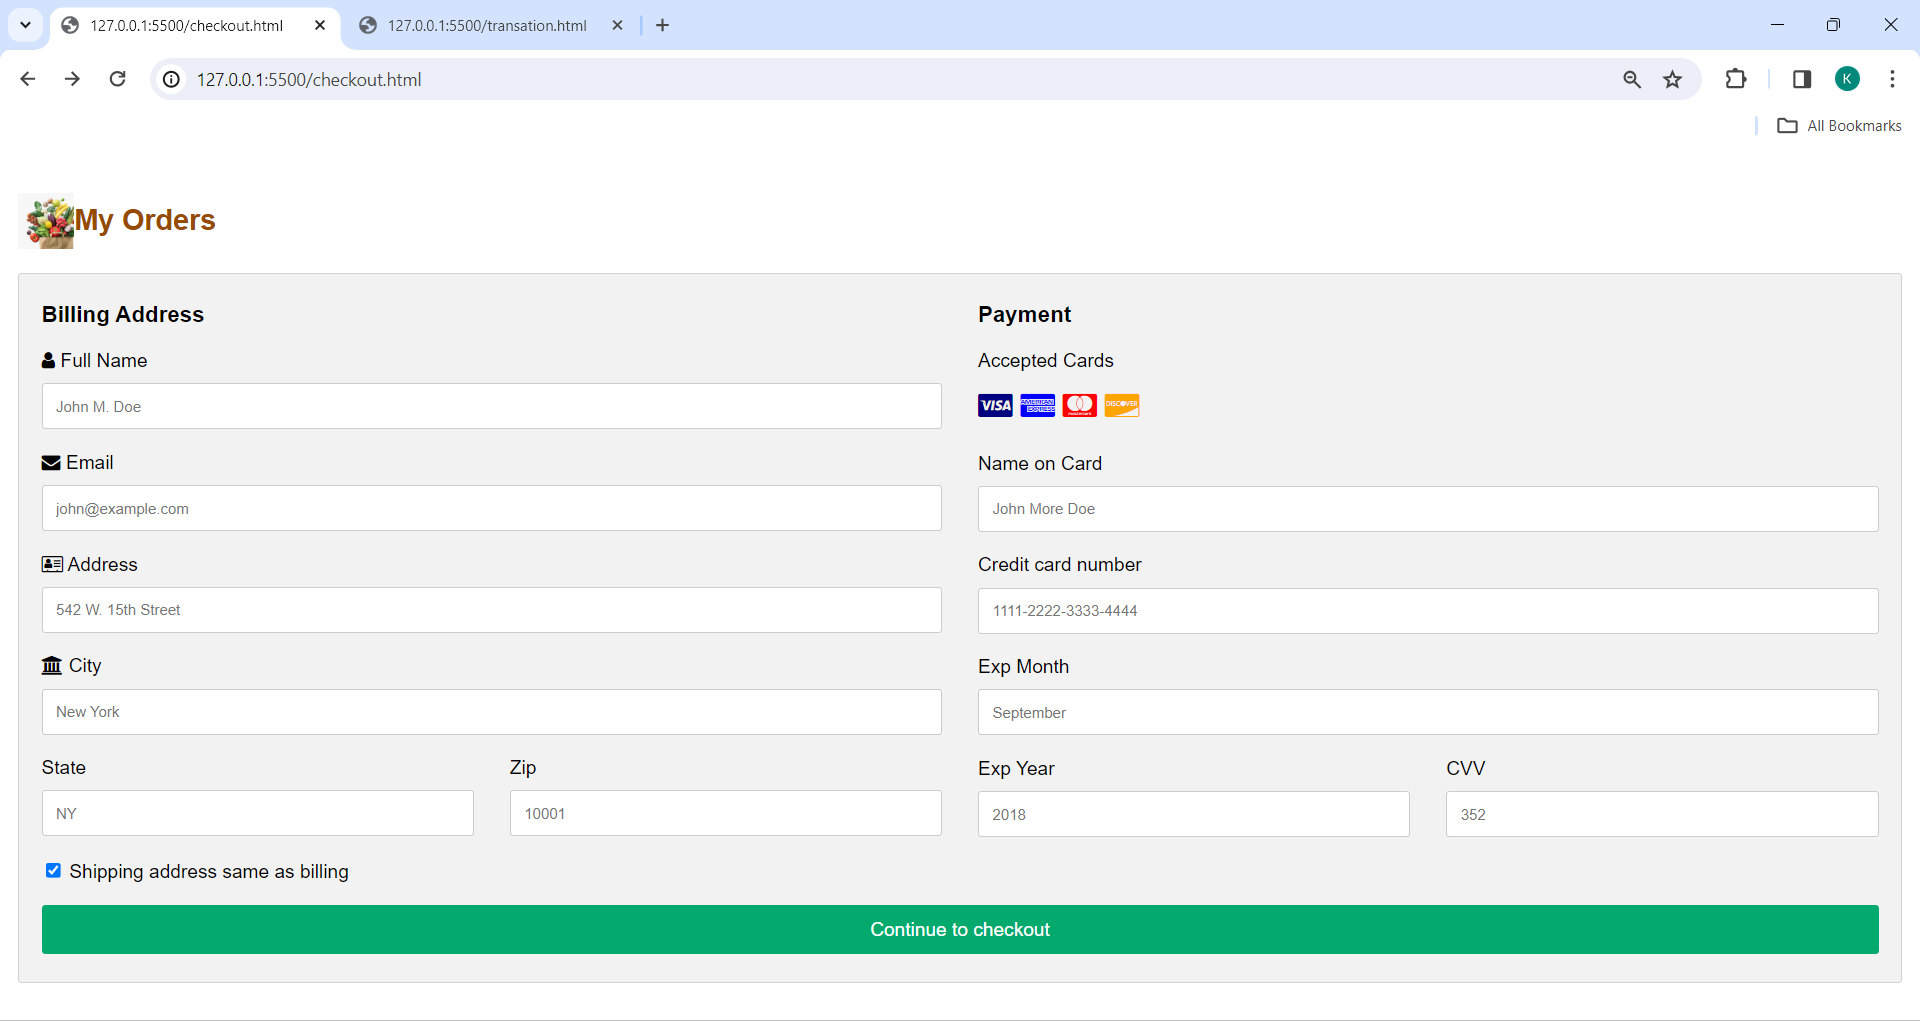 127.0.0.1:5500/checkout.html
127.0.0.1:5500/transation.html
127.0.0.1:5500/checkout.html
K
All Bookmarks
My Orders
Billing Address
Full Name
John M. Doe
Email
john@example.com
Address
542 W. 15th Street
City
New York
State
Zip
NY
10001
Shipping address same as billing
Payment
Accepted Cards
VISA
AMERICAN EXPRESS
mastercard
DISCOVER
Name on Card
John More Doe
Credit card number
1111-2222-3333-4444
Exp Month
September
Exp Year
CVV
2018
352
Continue to checkout